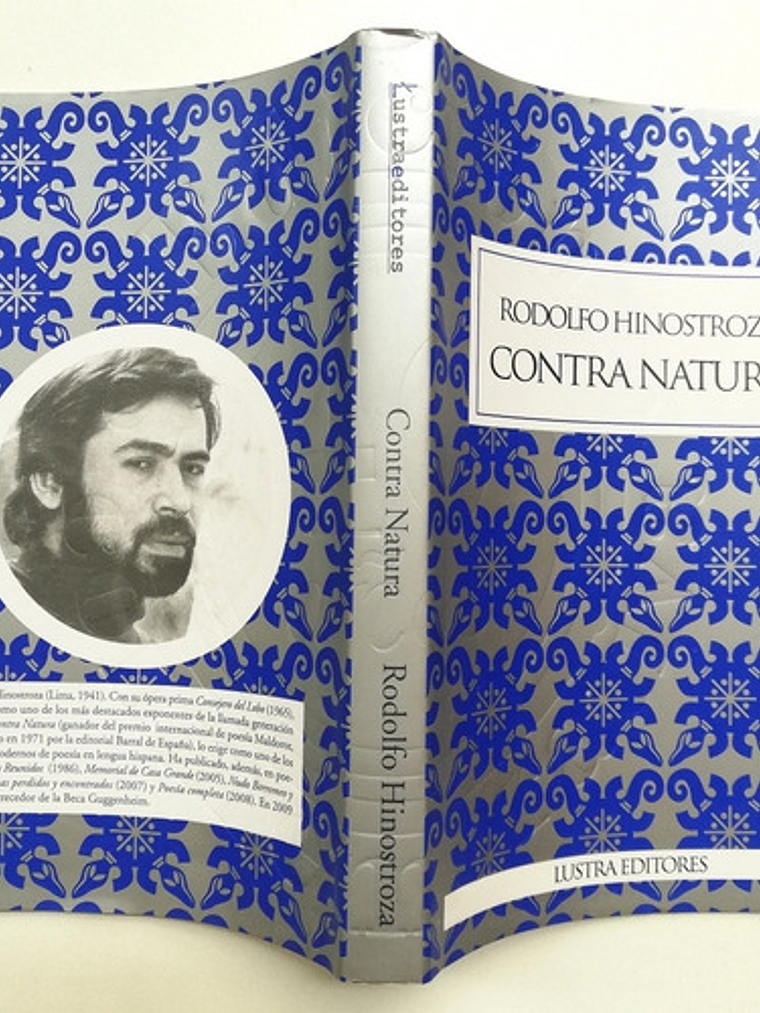 Lustraeditores
Contra Natura
Rodolfo Hinostroza
RODOLFO HINOSTROZ
CONTRA NATUR
LUSTRA EDITORES
Hinostroza (Lima, 1941). Con su ópera prima Consejero del Lobo (1965),
omo uno de los más destacados exponentes de la llamada generación
ontra Natura (ganador del premio internacional de poesía Maldoror,
o en 1971 por la editorial Barral de España), lo erige como uno de los
odernos de poesía en lengua hispana. Ha publicado, además, en poe-
s Reunidos (1986), Memorial de Casa Grande (2005), Nudo Borromeo y
as perdidos y encontrados (2007) y Poesía completa (2008). En 2009
recedor de la Beca Guggenheim.